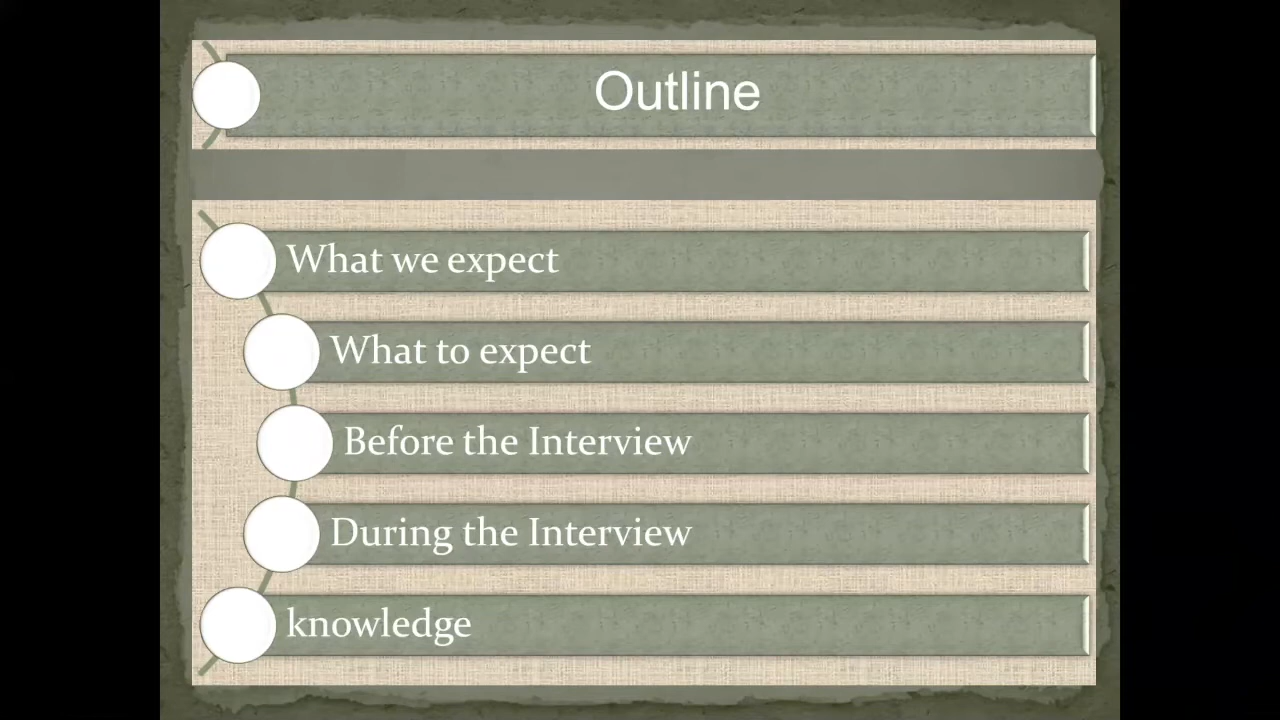 Outline
What we expect
What to expect
Before the Interview
During the Interview
knowledge